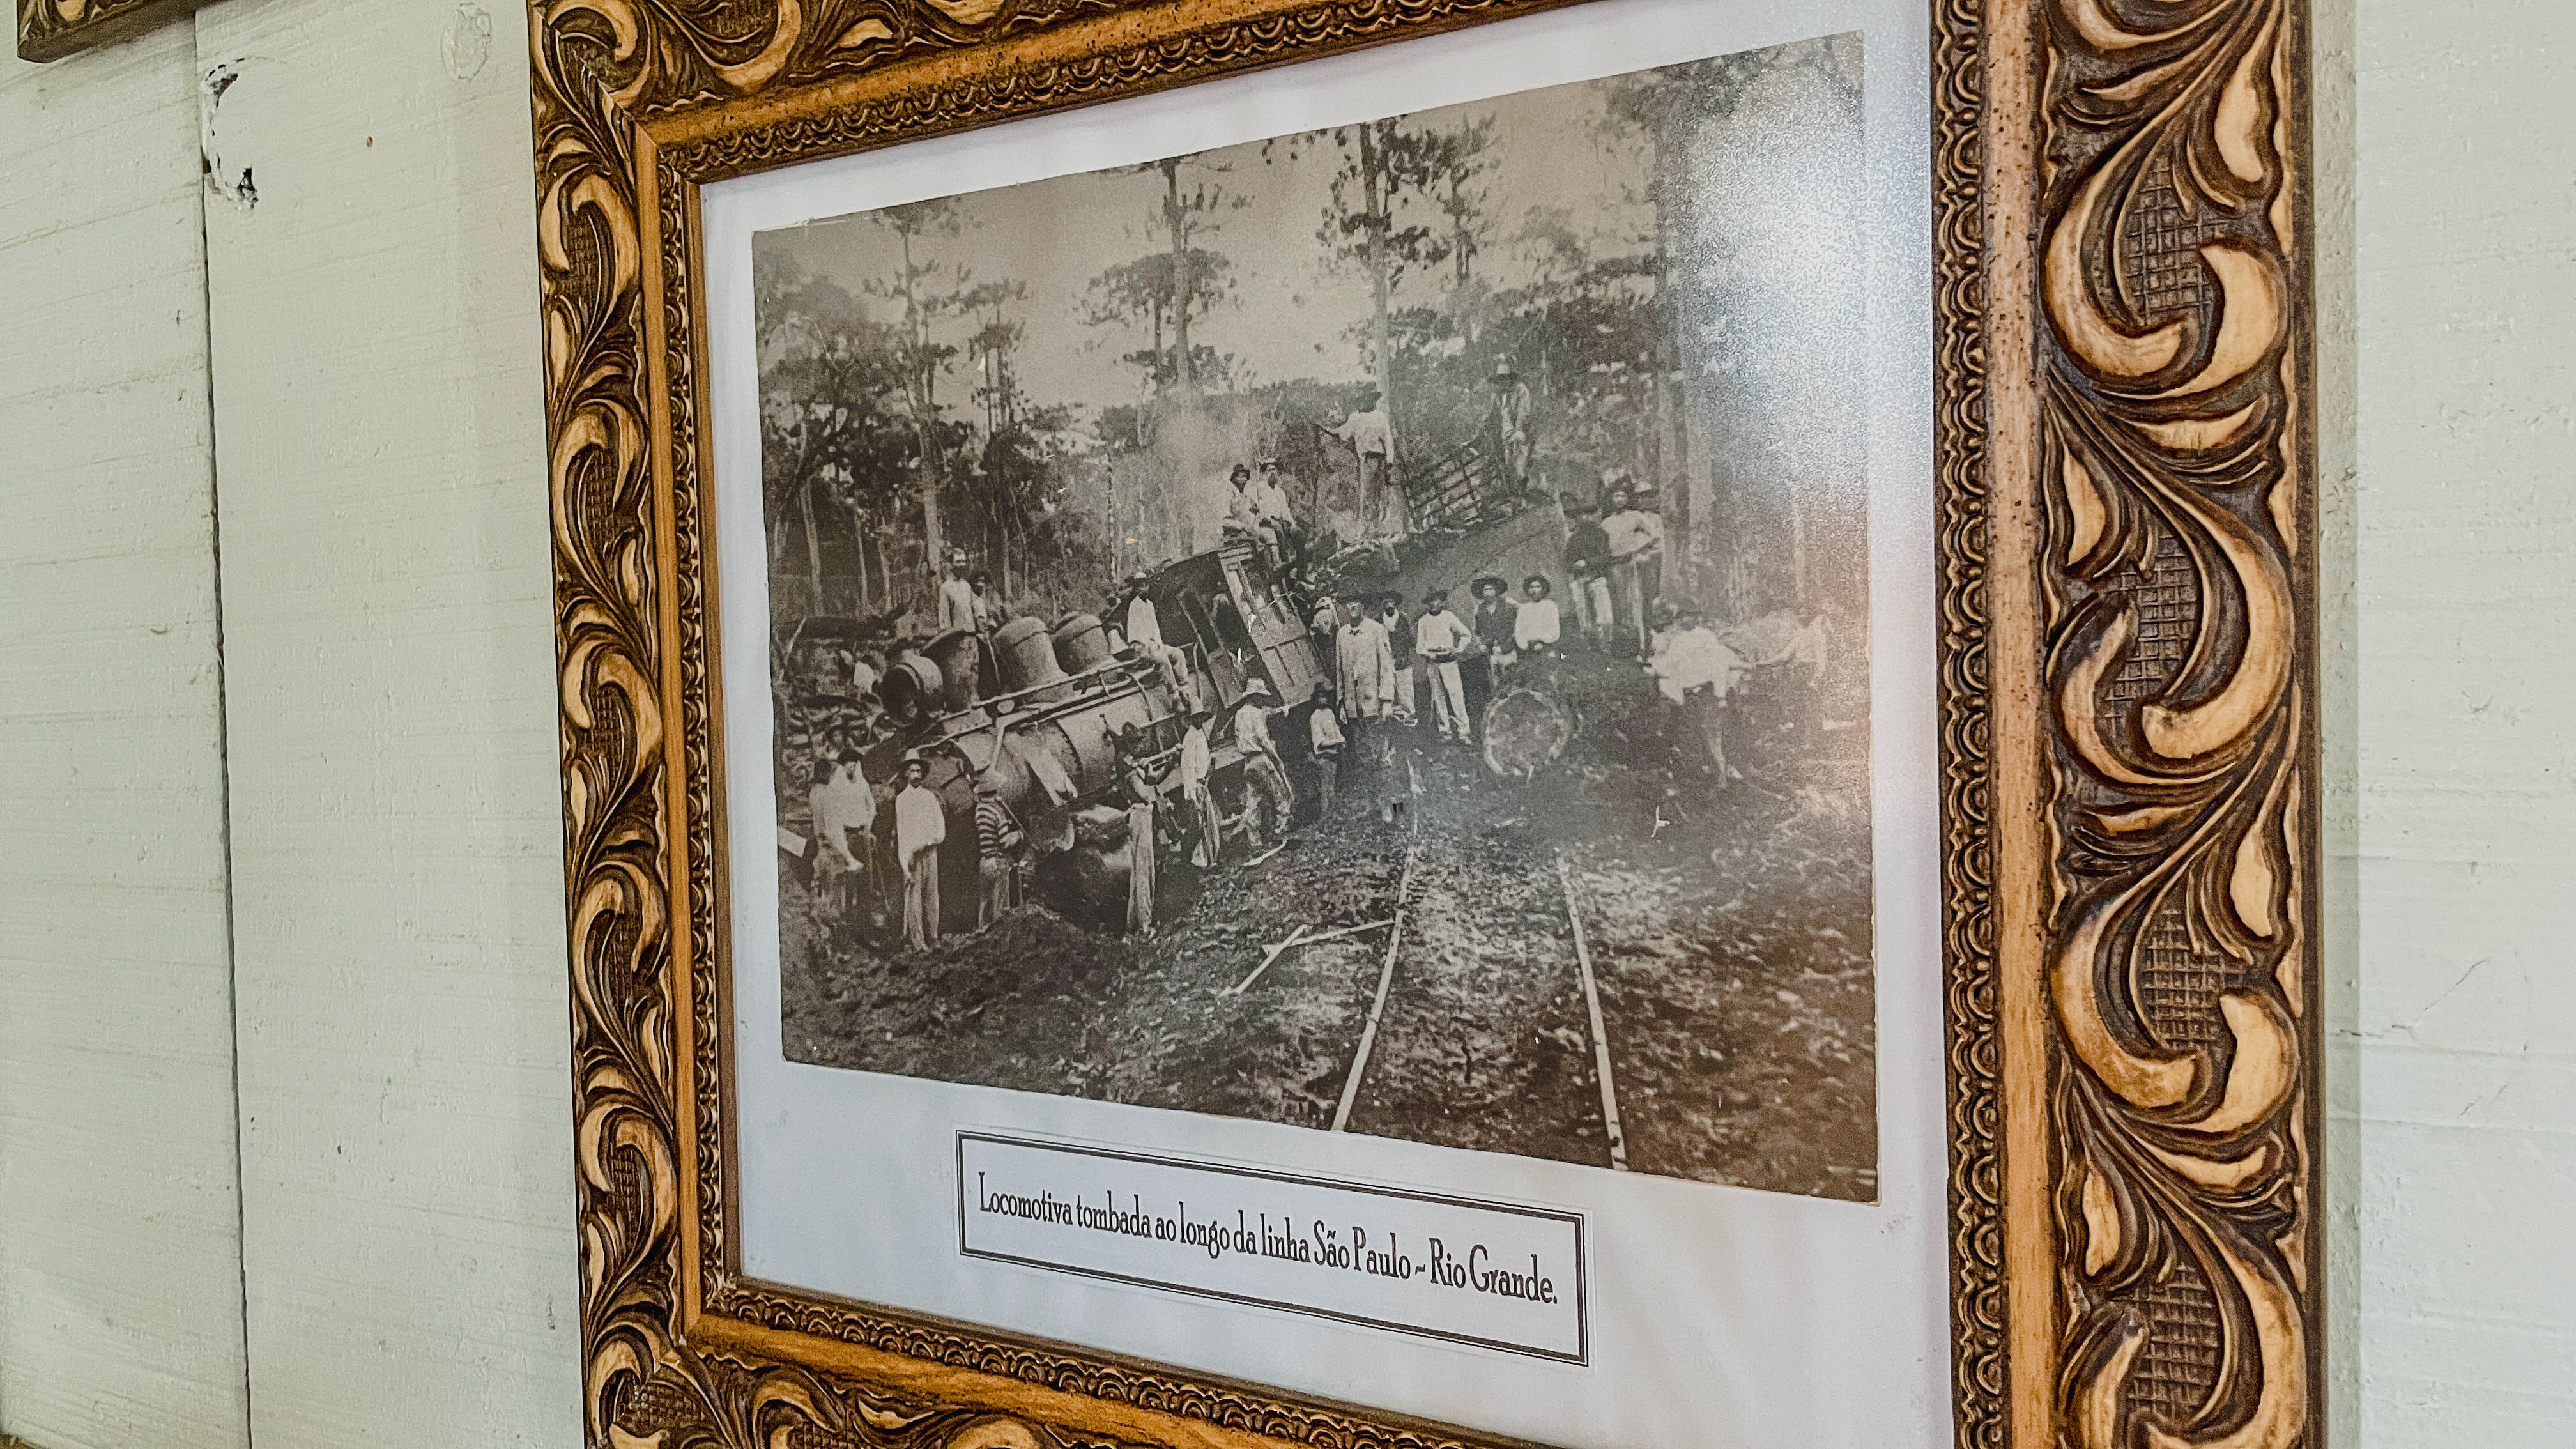 Locomotiva tombada ao longo da linha São Paulo ~ Rio Grande.